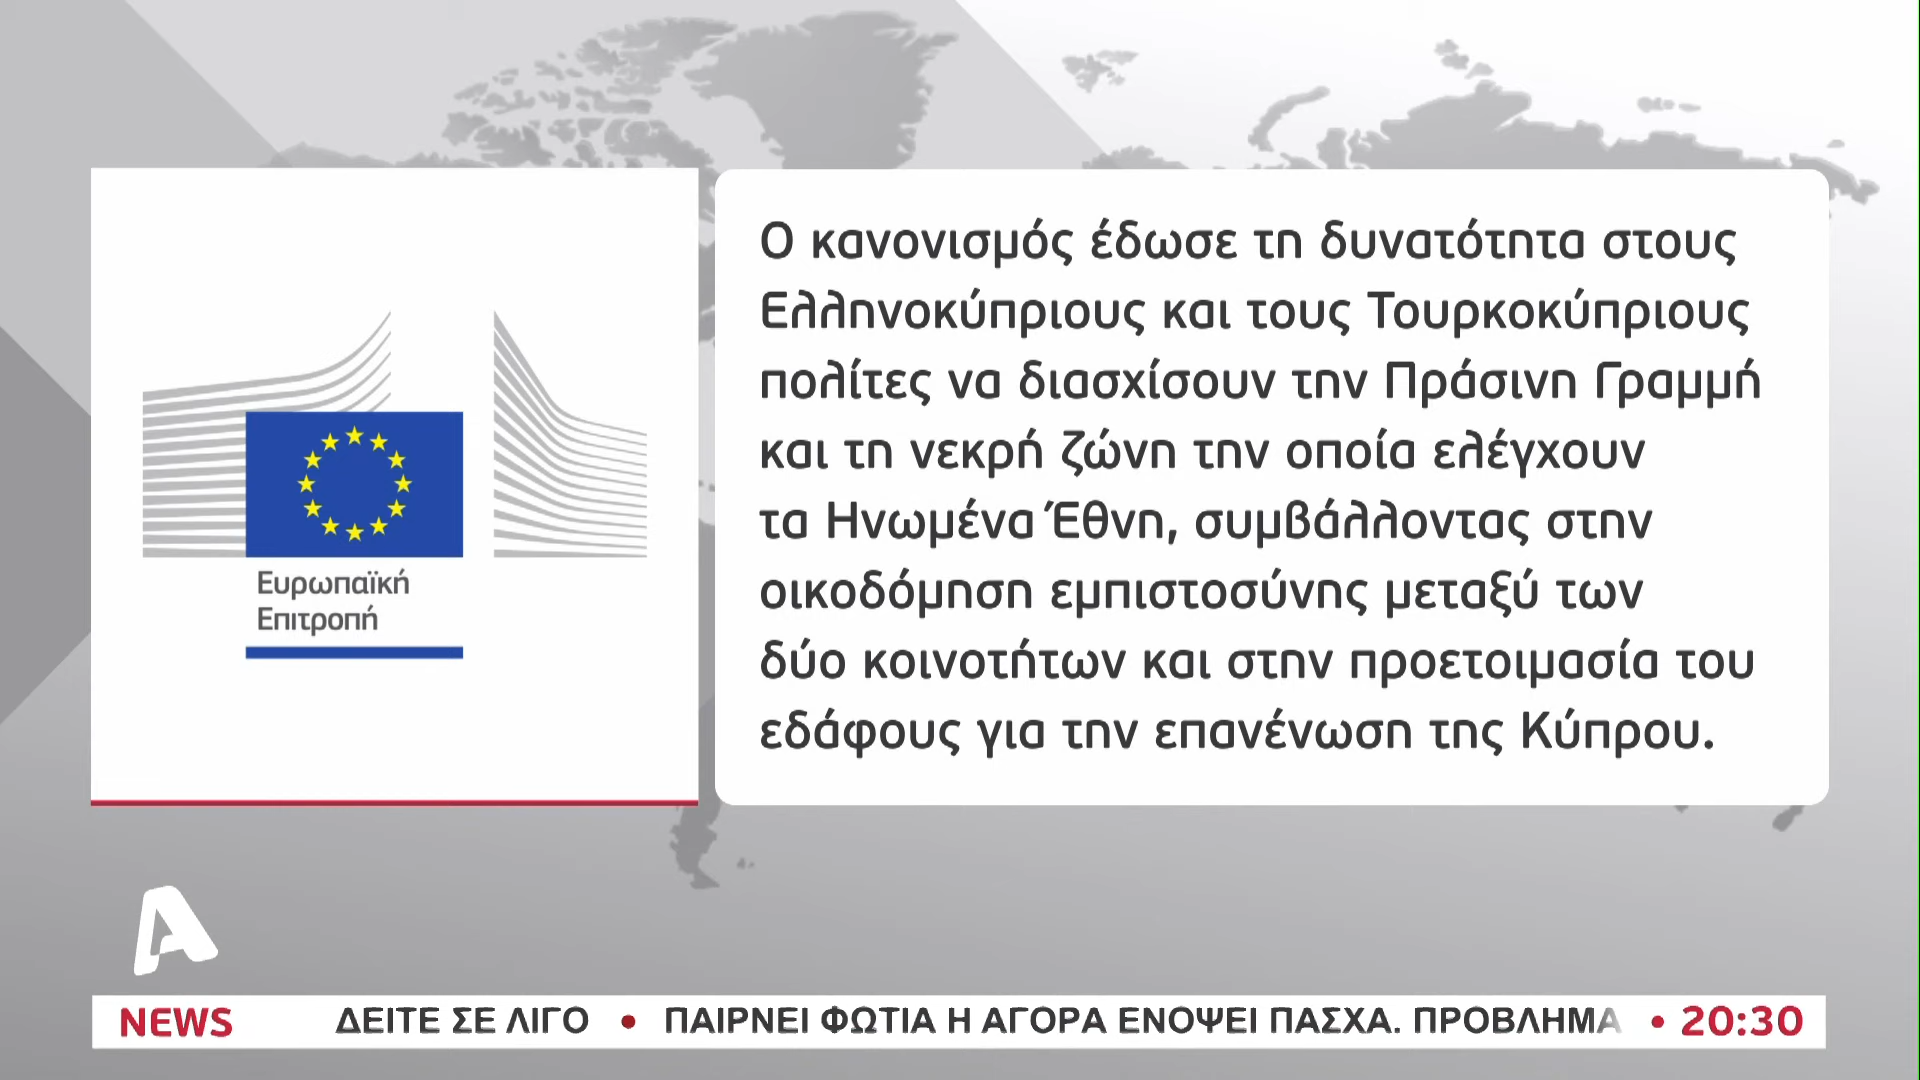 Ο κανονισμός έδωσε τη δυνατότητα στους
Ελληνοκύπριους και τους Τουρκοκύπριους
πολίτες να διασχίσουν την Πράσινη Γραμμή
και τη νεκρή ζώνη την οποία ελέγχουν
τα Ηνωμένα Έθνη, συμβάλλοντας στην
οικοδόμηση εμπιστοσύνης μεταξύ των
δύο κοινοτήτων και στην προετοιμασία του
εδάφους για την επανένωση της Κύπρου.
Ευρωπαϊκή
Επιτροπή
NEWS ΔΕΙΤΕ ΣΕ ΛΙΓΟ • ΠΑΙΡΝΕΙ ΦΩΤΙΑ Η ΑΓΟΡΑ ΕΝΟΨΕΙ ΠΑΣΧΑ. ΠΡΟΒΛΗΜΑ • 20:30